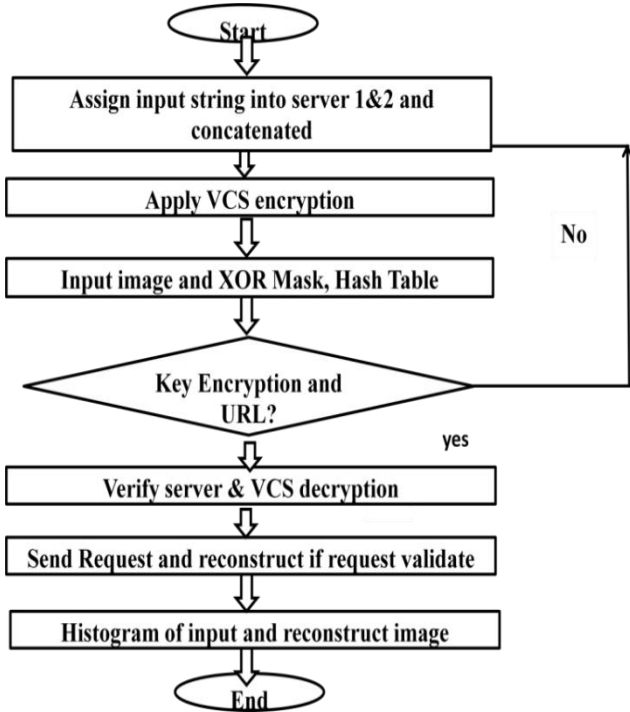 Start
Assign input string into server 1&2 and
concatenated
Apply VCS encryption
No
Input image and XOR Mask, Hash Table
Key Encryption and
URL?
yes
Verify server & VCS decryption
Send Request and reconstruct if request validate
Histogram of input and reconstruct image
End